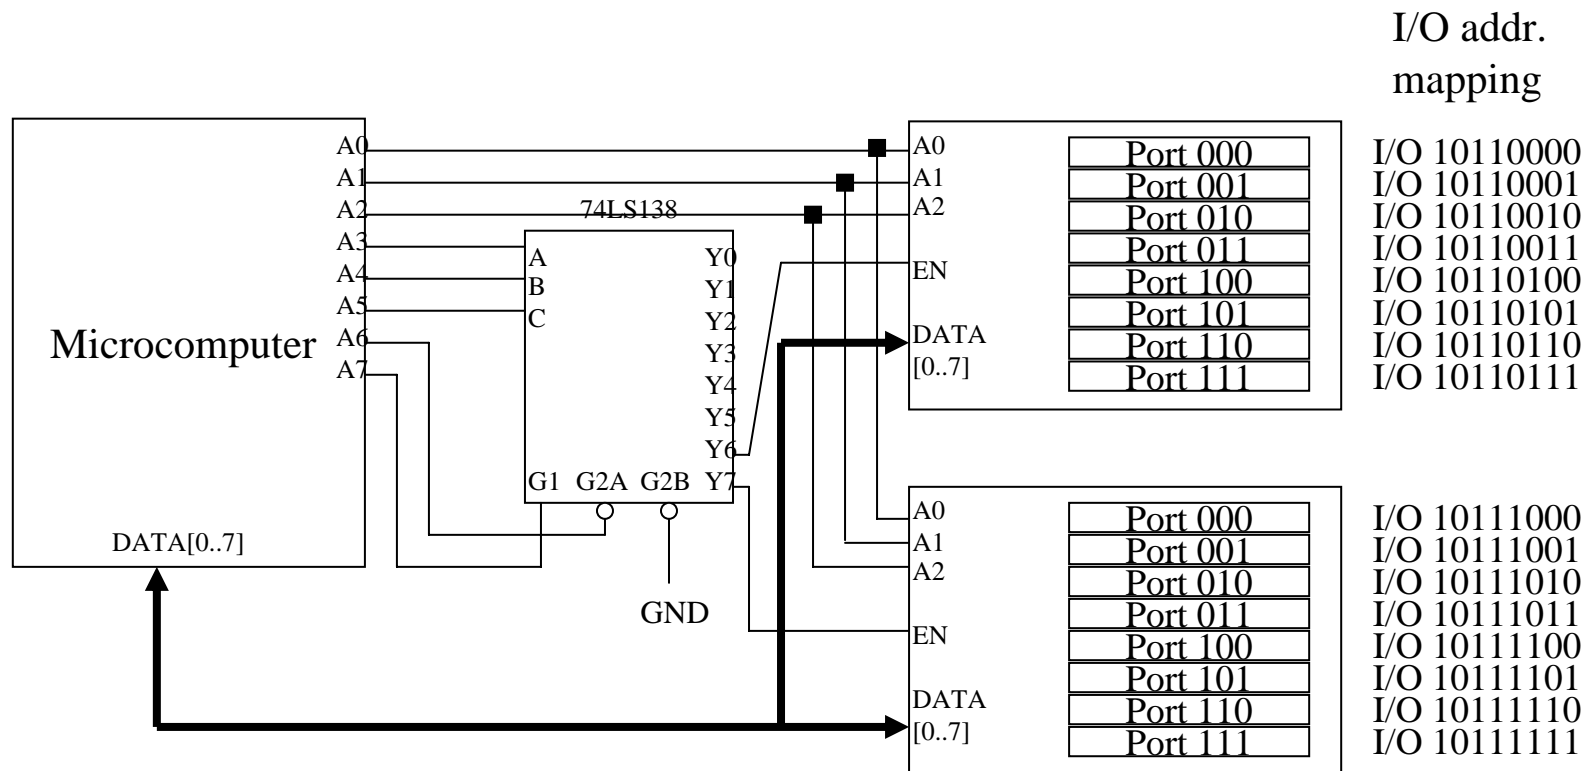 I/O addr.
mapping
Microcomputer
A0
A1
A2
A3
A4
A5
A6
A7
DATA[0..7]
74LS138
A
B
C
Y0
Y1
Y2
Y3
Y4
Y5
Y6
Y7
G1 G2A G2B
GND
A0
A1
A2
EN
DATA
[0..7]
Port 000
Port 001
Port 010
Port 011
Port 100
Port 101
Port 110
Port 111
I/O 10110000
I/O 10110001
I/O 10110010
I/O 10110011
I/O 10110100
I/O 10110101
I/O 10110110
I/O 10110111
A0
A1
A2
EN
DATA
[0..7]
Port 000
Port 001
Port 010
Port 011
Port 100
Port 101
Port 110
Port 111
I/O 10111000
I/O 10111001
I/O 10111010
I/O 10111011
I/O 10111100
I/O 10111101
I/O 10111110
I/O 10111111